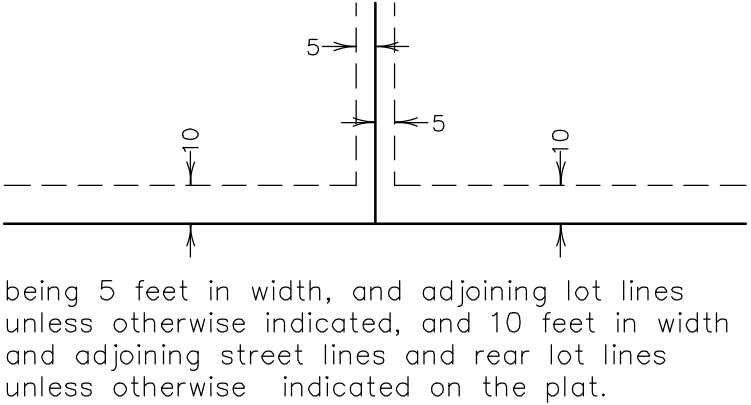 5
5
10
10
being 5 feet in width, and adjoining lot lines
unless otherwise indicated, and 10 feet in width
and adjoining street lines and rear lot lines
unless otherwise indicated on the plat.